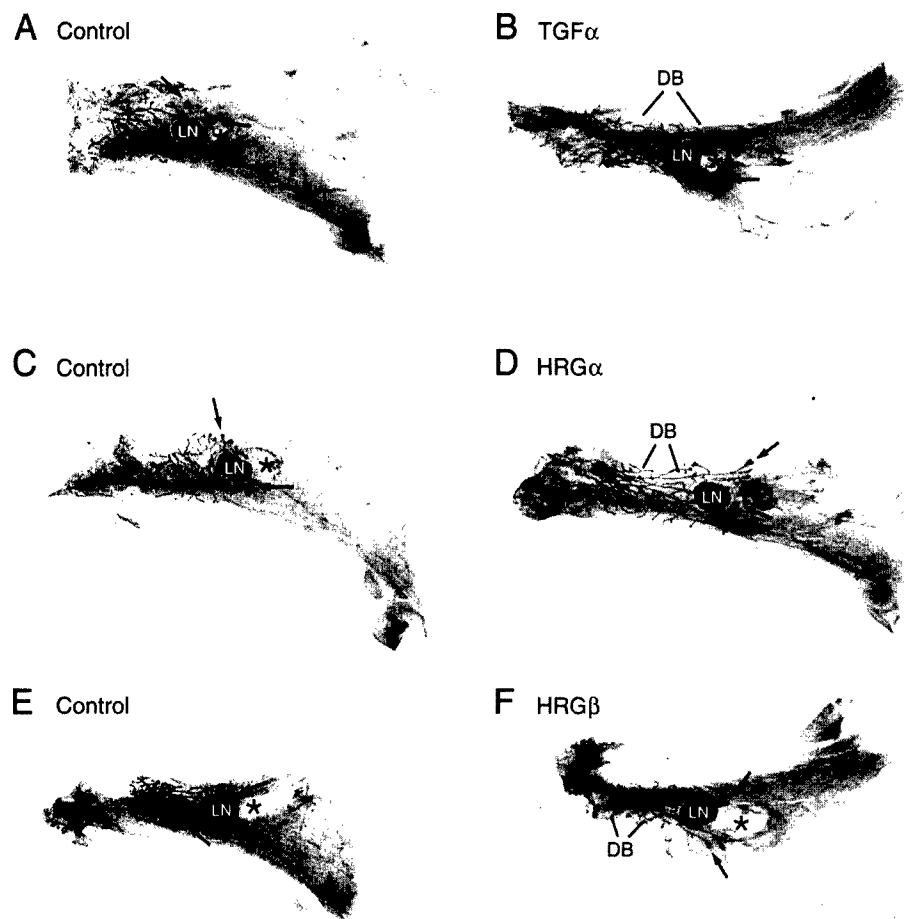 A Control
B TGFα
DB
LN
LN
C Control
D HRGα
DB
LN *
LN
E Control
F HRGβ
LN *
LN *
DB